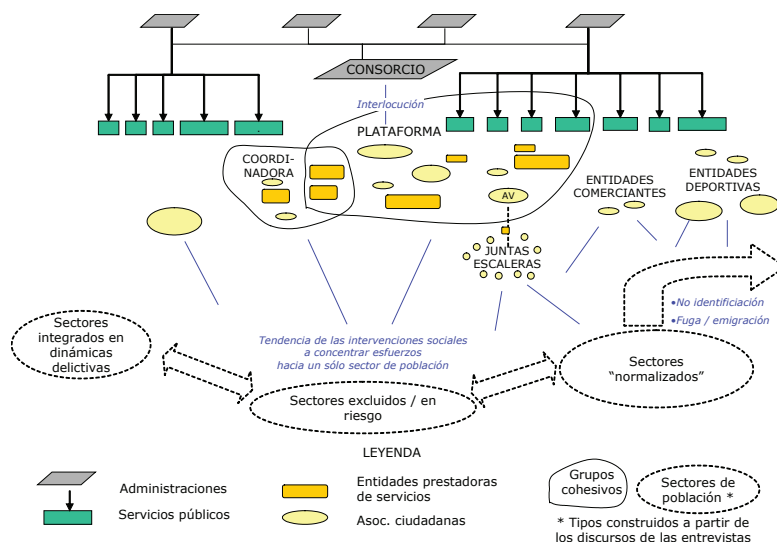 CONSORCIO
Interlocución
PLATAFORMA
COORDI-
NADORA
AV
JUNTAS
ESCALERAS
ENTIDADES
COMERCIANTES
ENTIDADES
DEPORTIVAS
•No identificiación
•Fuga / emigración
Sectores
integrados en
dinámicas
delictivas
Tendencia de las intervenciones sociales
a concentrar esfuerzos
hacia un sólo sector de población
Sectores excluidos / en
riesgo
Sectores
“normalizados”
LEYENDA
Administraciones
Servicios públicos
Entidades prestadoras
de servicios
Asoc. ciudadanas
Grupos
cohesivos
Sectores de
población *
* Tipos construidos a partir de
los discursos de las entrevistas